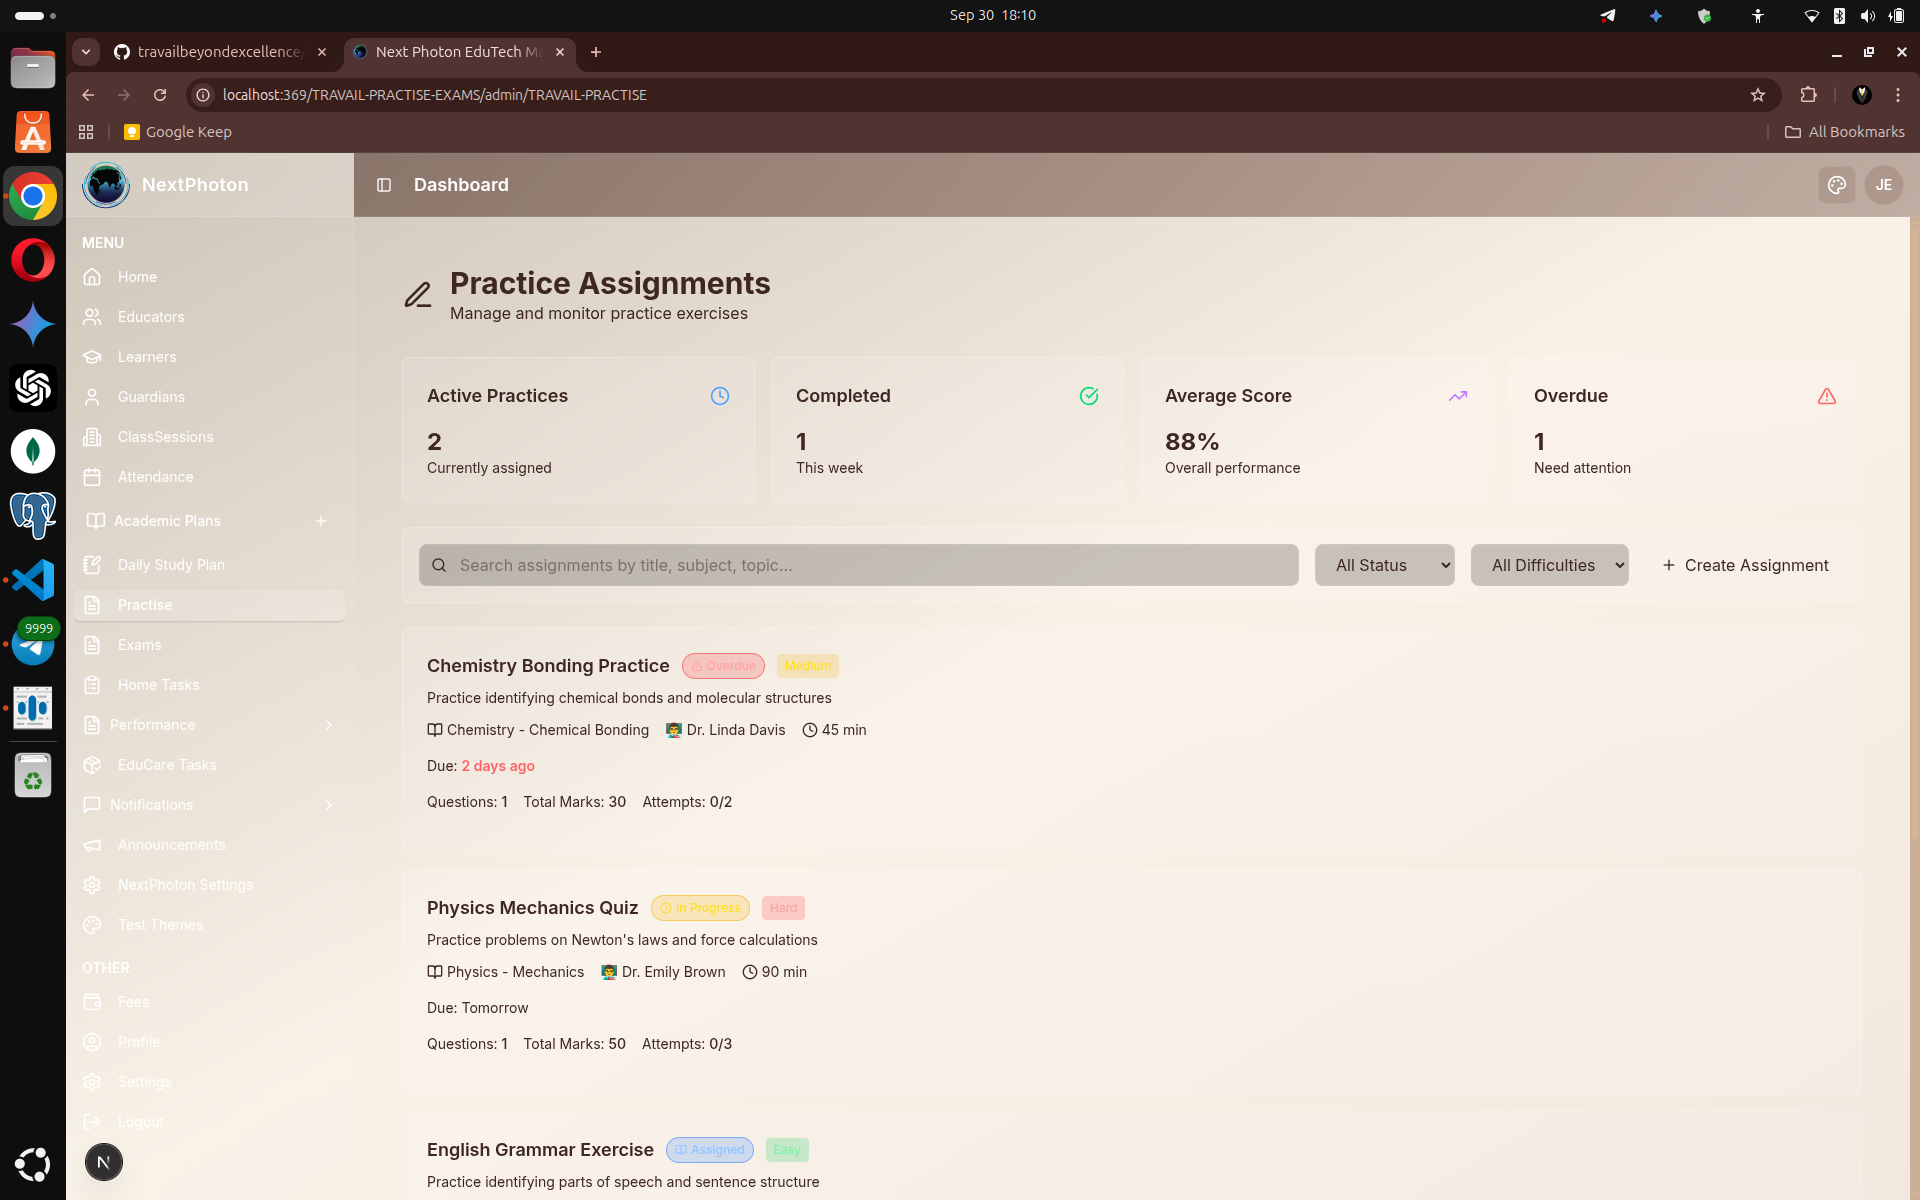 Sep 30 18:10
travailbeyondexcellence/
Next Photon EduTech Ma
localhost:369/TRAVAIL-PRACTISE-EXAMS/admin/TRAVAIL-PRACTISE
Google Keep
All Bookmarks
NextPhoton
Dashboard
JE
9999
MENU
Home
Educators
Learners
Guardians
ClassSessions
Attendance
Academic Plans
Daily Study Plan
Practise
Exams
Home Tasks
Performance
EduCare Tasks
Notifications
Announcements
NextPhoton Settings
Test Themes
OTHER
Fees
Profile
Settings
Logout
N
Practice Assignments
Manage and monitor practice exercises
Active Practices
2
Currently assigned
Completed
1
This week
Average Score
88%
Overall performance
Overdue
1
Need attention
Search assignments by title, subject, topic...
All Status
All Difficulties
+ Create Assignment
Chemistry Bonding Practice Overdue Medium
Practice identifying chemical bonds and molecular structures
Chemistry - Chemical Bonding Dr. Linda Davis 45 min
Due: 2 days ago
Questions: 1 Total Marks: 30 Attempts: 0/2
Physics Mechanics Quiz In Progress Hard
Practice problems on Newton's laws and force calculations
Physics - Mechanics Dr. Emily Brown 90 min
Due: Tomorrow
Questions: 1 Total Marks: 50 Attempts: 0/3
English Grammar Exercise Assigned Easy
Practice identifying parts of speech and sentence structure